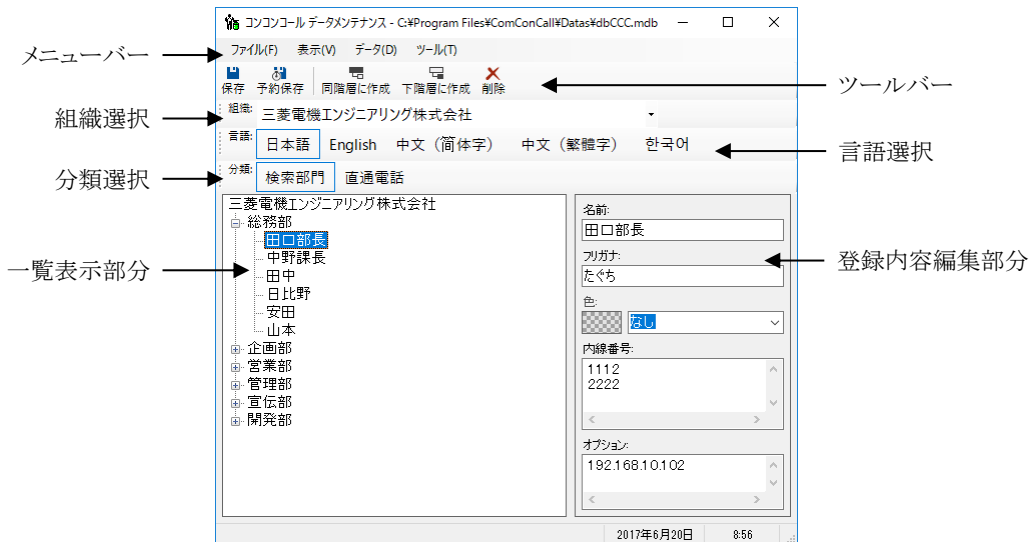 コンコンコール データメンテナンス - C:¥Program Files¥ComConCall¥Datas¥dbCCC.mdb
メニューバー
ファイル(F) 表示(V) データ(D) ツール(T)
保存 予約保存 同階層に作成 下階層に作成 削除
ツールバー
組織選択
組織: 三菱電機エンジニアリング株式会社
言語: 日本語 English 中文（简体字） 中文（繁體字） 한국어
言語選択
分類選択
分類: 検索部門 直通電話
三菱電機エンジニアリング株式会社
総務部
田口部長
中野課長
田中
日比野
安田
山本
企画部
営業部
管理部
宣伝部
開発部
一覧表示部分
名前:
田口部長
フリガナ:
たぐち
登録内容編集部分
色:
なし
内線番号:
1112
2222
オプション:
192.168.10.102
2017年6月20日 8:56